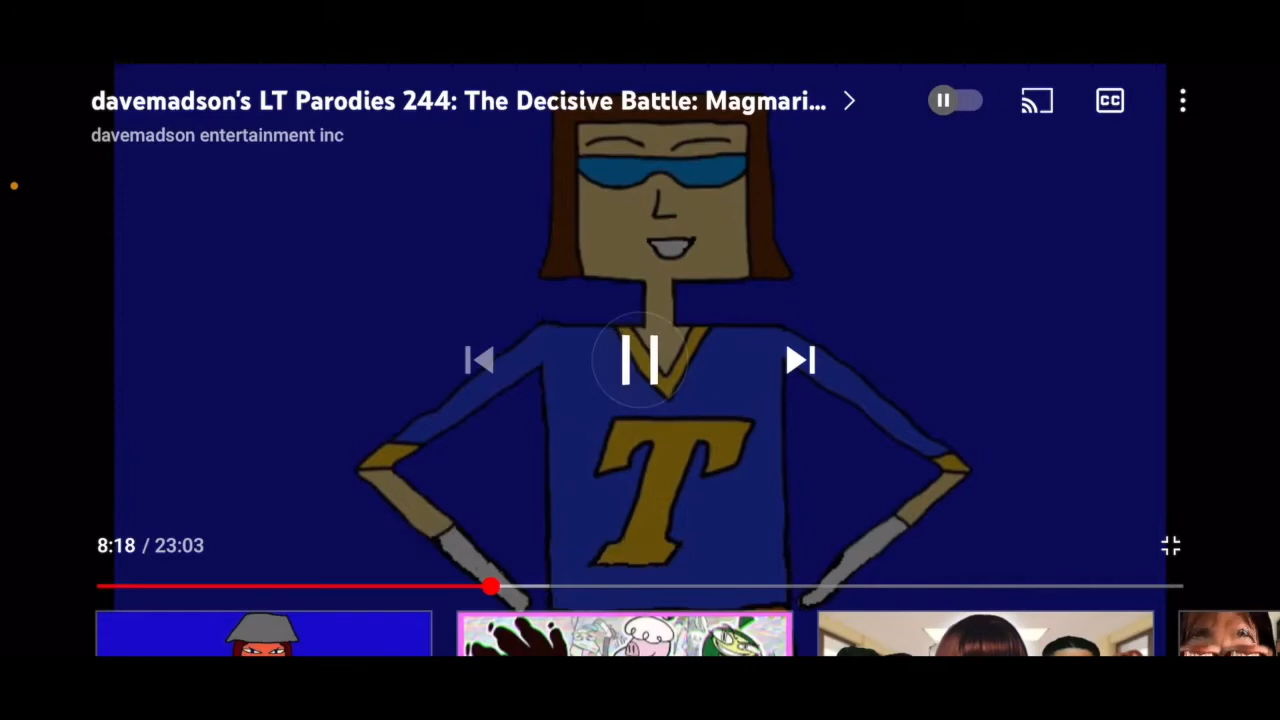 davemadson's LT Parodies 244: The Decisive Battle: Magmari...
davemadson entertainment inc
CC
T
8:18 / 23:03